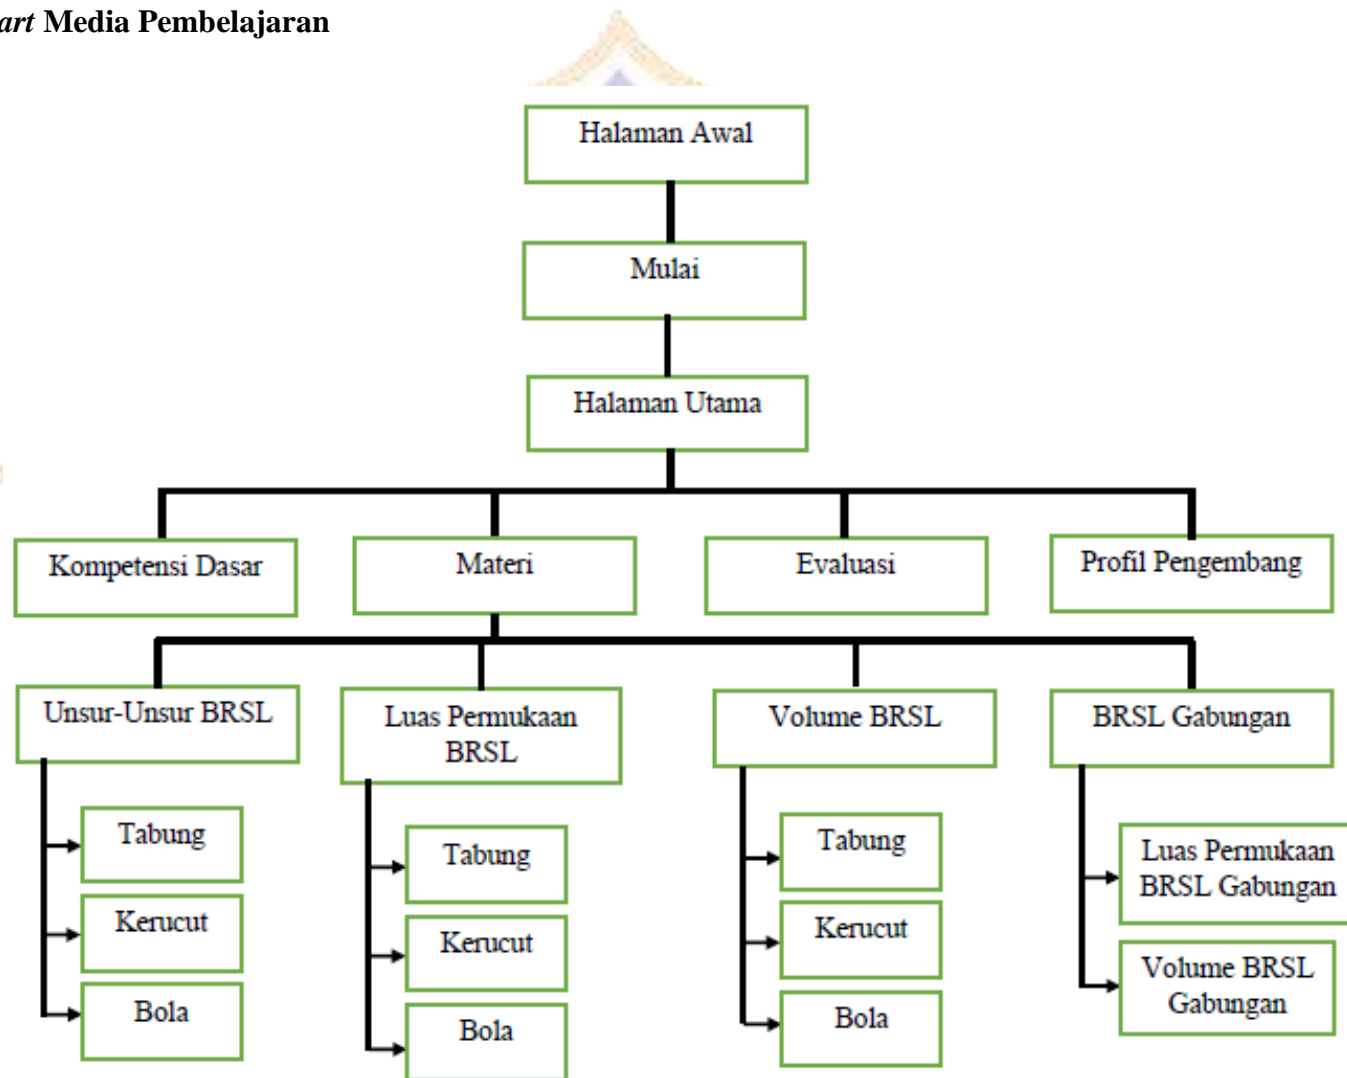 art Media Pembelajaran
Halaman Awal
Mulai
Halaman Utama
Kompetensi Dasar
Materi
Evaluasi
Profil Pengembang
Unsur-Unsur BRSL
Tabung
Kerucut
Bola
Luas Permukaan
BRSL
Tabung
Kerucut
Bola
Volume BRSL
Tabung
Kerucut
Bola
BRSL Gabungan
Luas Permukaan
BRSL Gabungan
Volume BRSL
Gabungan